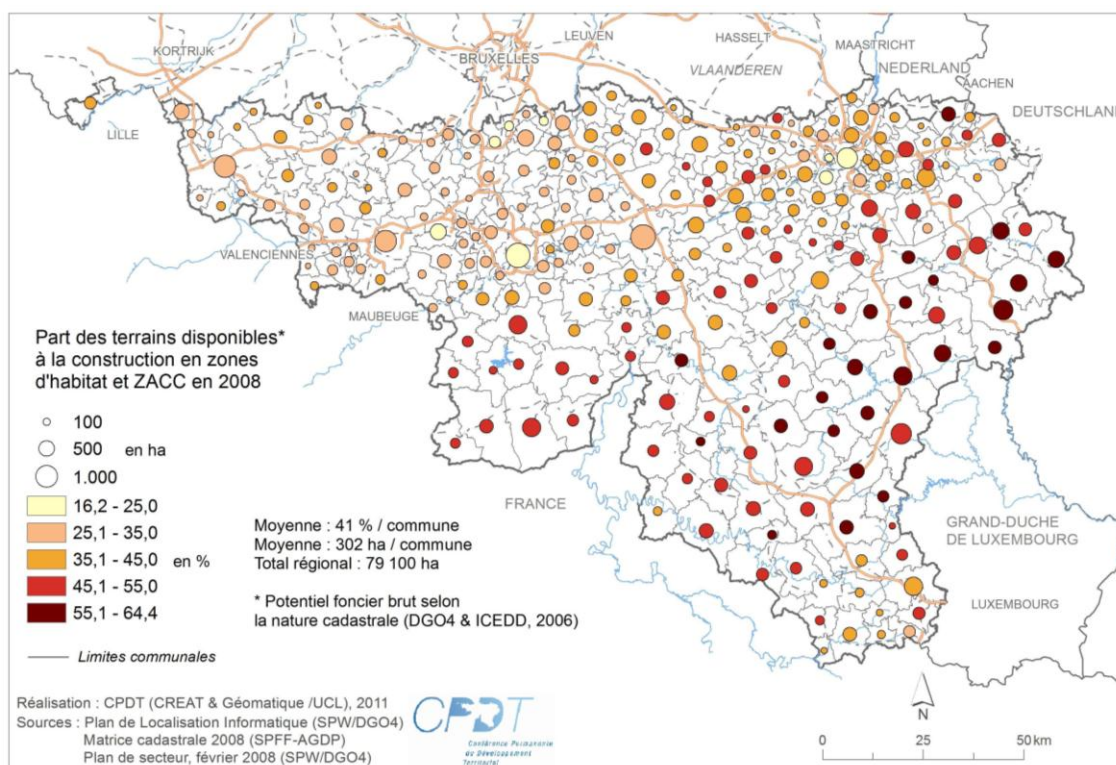 KORTRIJK
LEUVEN
BRUXELLES
HASSELT
MAASTRICHT
VLAANDEREN
NEDERLAND
AACHEN
DEUTSCHLAND
LILLE
VALENCIENNES
MAUBEUGE
FRANCE
GRAND-DUCHE
DE LUXEMBOURG
LUXEMBOURG
Part des terrains disponibles*
à la construction en zones
d'habitat et ZACC en 2008
100
500 en ha
1.000
16,2 - 25,0
25,1 - 35,0
35,1 - 45,0 en %
45,1 - 55,0
55,1 - 64,4
Moyenne : 41 % / commune
Moyenne : 302 ha / commune
Total régional : 79 100 ha
* Potentiel foncier brut selon
la nature cadastrale (DGO4 & ICEDD, 2006)
Limites communales
Réalisation : CPDT (CREAT & Géomatique /UCL), 2011
Sources : Plan de Localisation Informatique (SPW/DGO4)
Matrice cadastrale 2008 (SPFF-AGDP)
Plan de secteur, février 2008 (SPW/DGO4)
CPDT
Conférence Permanente
du Développement
Territorial
N
0 25 50 km